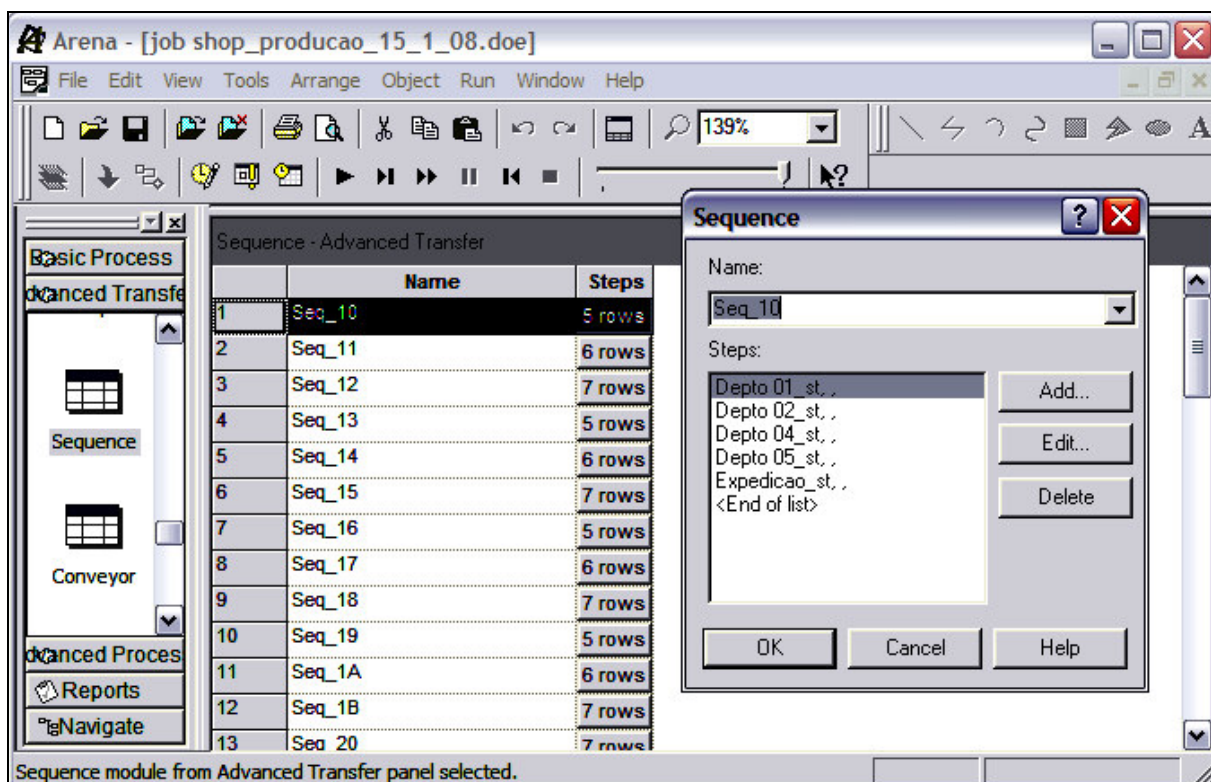 Arena - [job shop_producao_15_1_08.doe]
File Edit View Tools Arrange Object Run Window Help
139%
A
Basic Process
Sequence
Conveyor
Reports
Navigate
Sequence - Advanced Transfer
Name Steps
1 Seq_10 5 rows
2 Seq_11 6 rows
3 Seq_12 7 rows
4 Seq_13 5 rows
5 Seq_14 6 rows
6 Seq_15 7 rows
7 Seq_16 5 rows
8 Seq_17 6 rows
9 Seq_18 7 rows
10 Seq_19 5 rows
11 Seq_1A 6 rows
12 Seq_1B 7 rows
13 Seq_20 7 rows
Sequence
Name:
Seq_10
Steps:
Depto 01_st, ,
Depto 02_st, ,
Depto 04_st, ,
Depto 05_st, ,
Expedicao_st, ,
<End of list>
Add...
Edit...
Delete
OK Cancel Help
Sequence module from Advanced Transfer panel selected.